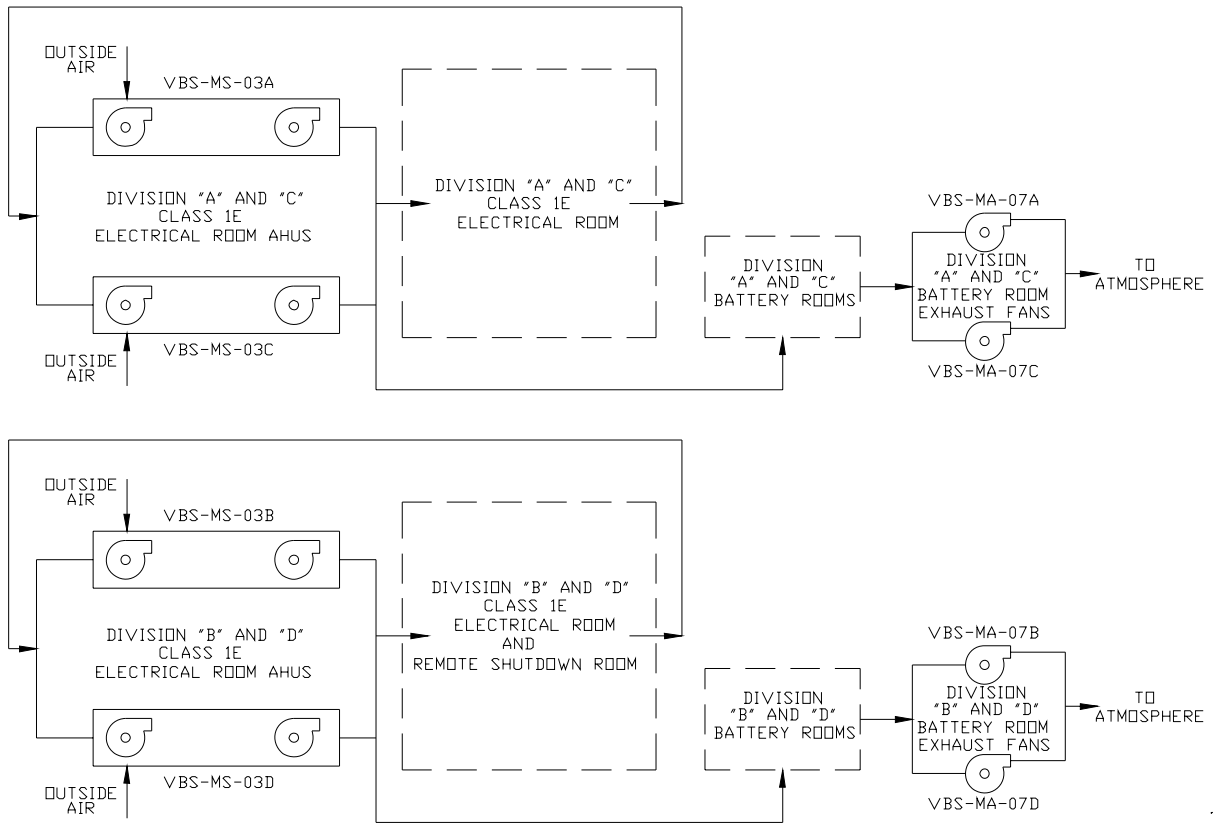 OUTSIDE
AIR
VBS-MS-03A
DIVISION "A" AND "C"
CLASS 1E
ELECTRICAL ROOM AHUS
VBS-MS-03C
OUTSIDE
AIR
DIVISION "A" AND "C"
CLASS 1E
ELECTRICAL ROOM
DIVISION
"A" AND "C"
BATTERY ROOMS
VBS-MA-07A
DIVISION
"A" AND "C"
BATTERY ROOM
EXHAUST FANS
VBS-MA-07C
TO
ATMOSPHERE
OUTSIDE
AIR
VBS-MS-03B
DIVISION "B" AND "D"
CLASS 1E
ELECTRICAL ROOM AHUS
VBS-MS-03D
OUTSIDE
AIR
DIVISION "B" AND "D"
CLASS 1E
ELECTRICAL ROOM
AND
REMOTE SHUTDOWN ROOM
DIVISION
"B" AND "D"
BATTERY ROOMS
VBS-MA-07B
DIVISION
"B" AND "D"
BATTERY ROOM
EXHAUST FANS
VBS-MA-07D
TO
ATMOSPHERE